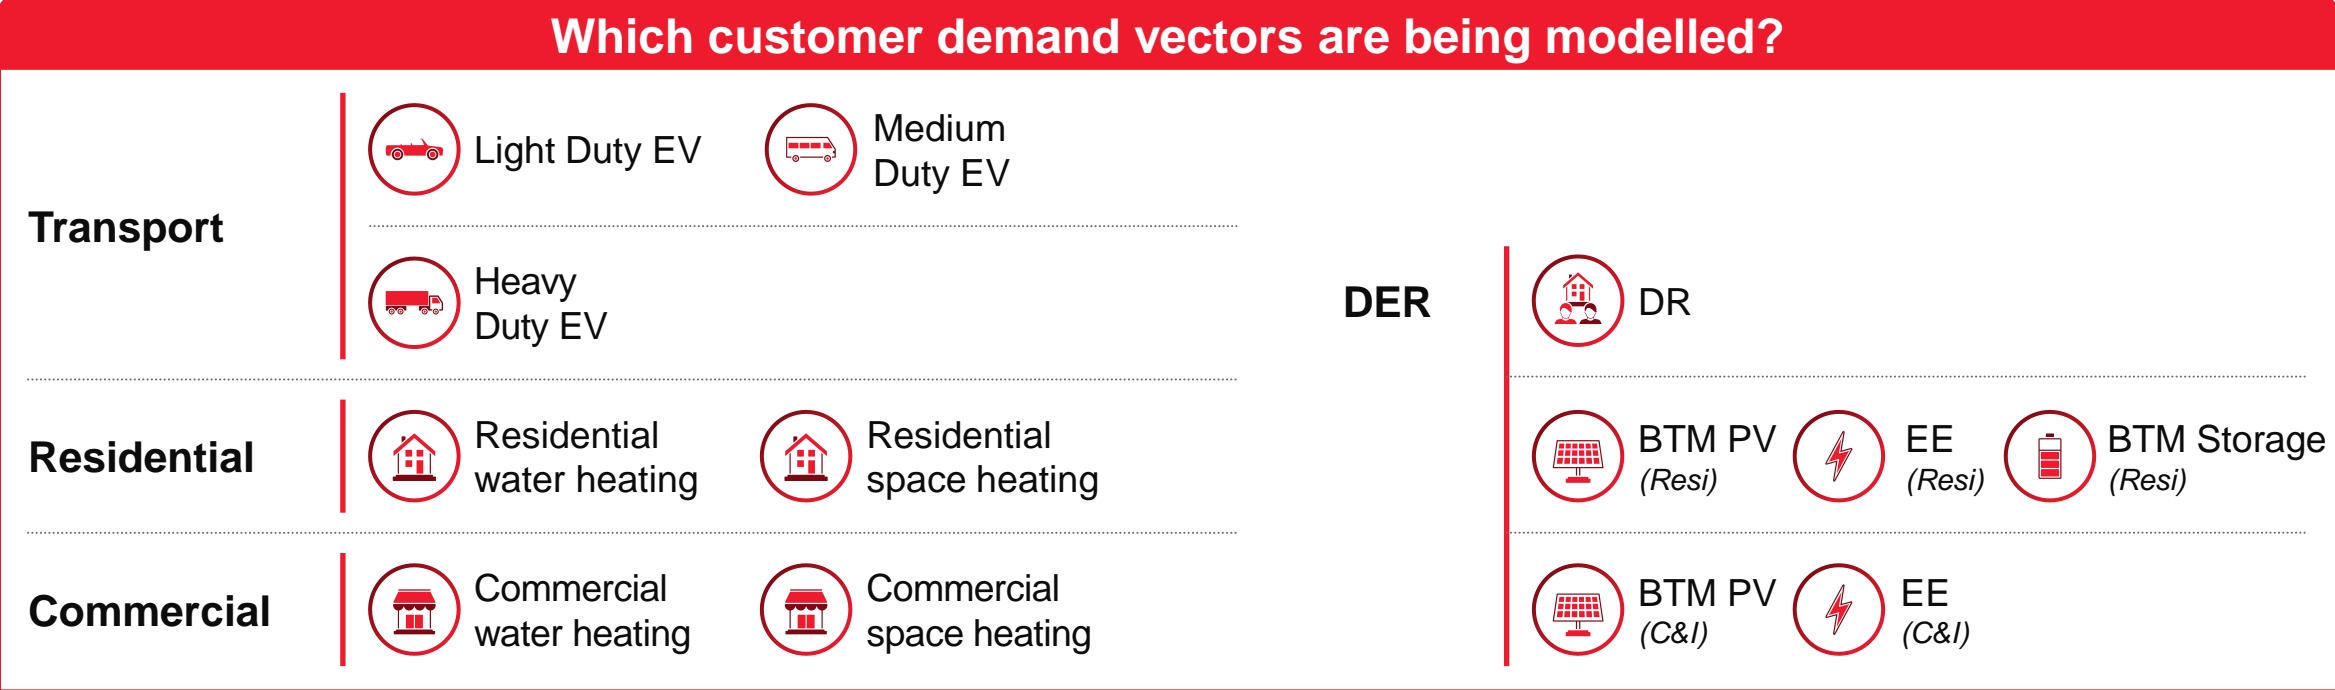 Which customer demand vectors are being modelled?
Transport
Light Duty EV
Medium
Duty EV
Heavy
Duty EV
Residential
Residential
water heating
Residential
space heating
Commercial
Commercial
water heating
Commercial
space heating
DER
DR
BTM PV
(Resi)
EE
(Resi)
BTM Storage
(Resi)
BTM PV
(C&I)
EE
(C&I)